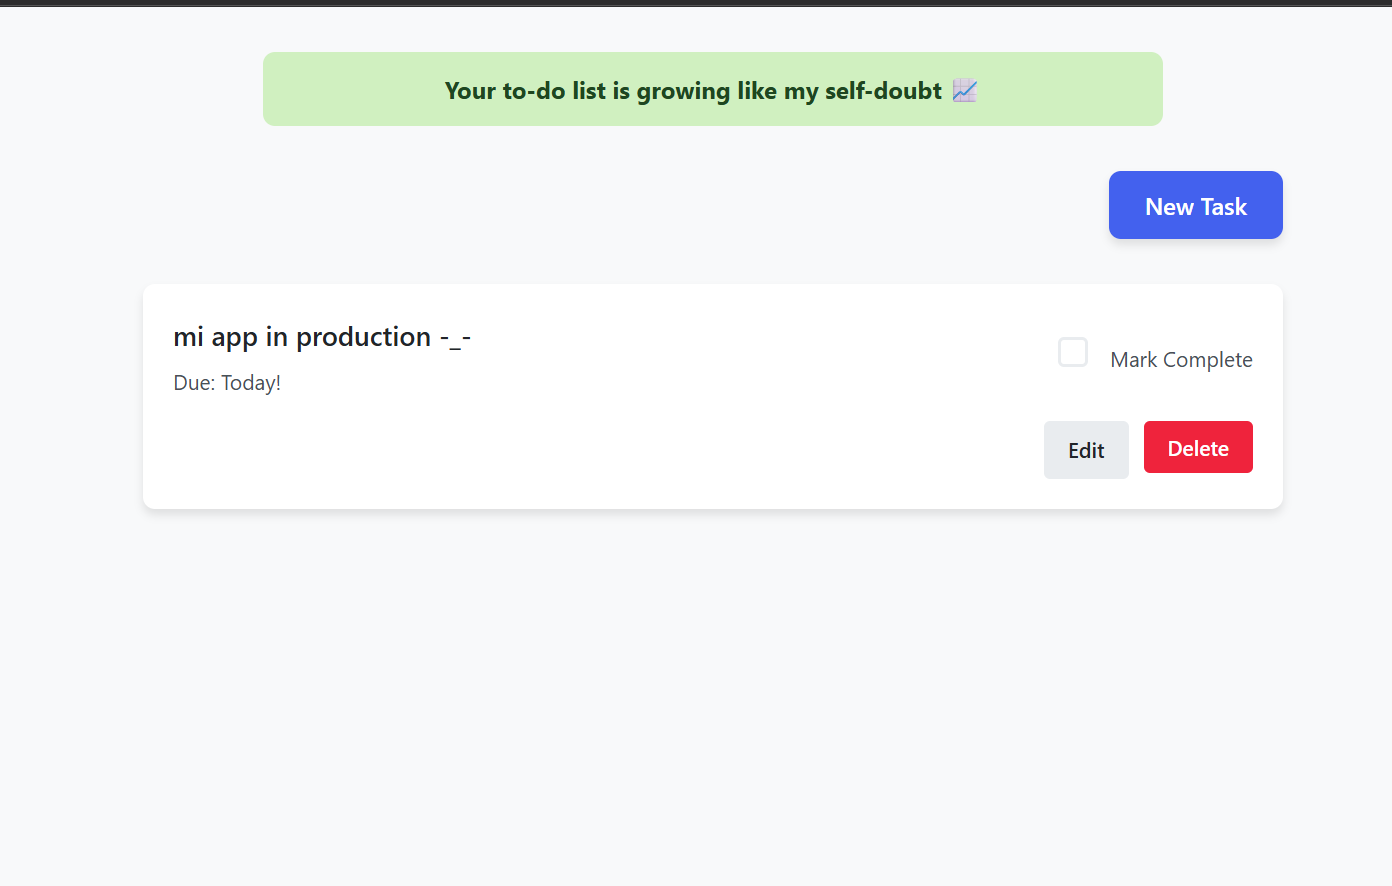 Your to-do list is growing like my self-doubt 📈
New Task
mi app in production -_-
Due: Today!
Mark Complete
Edit
Delete